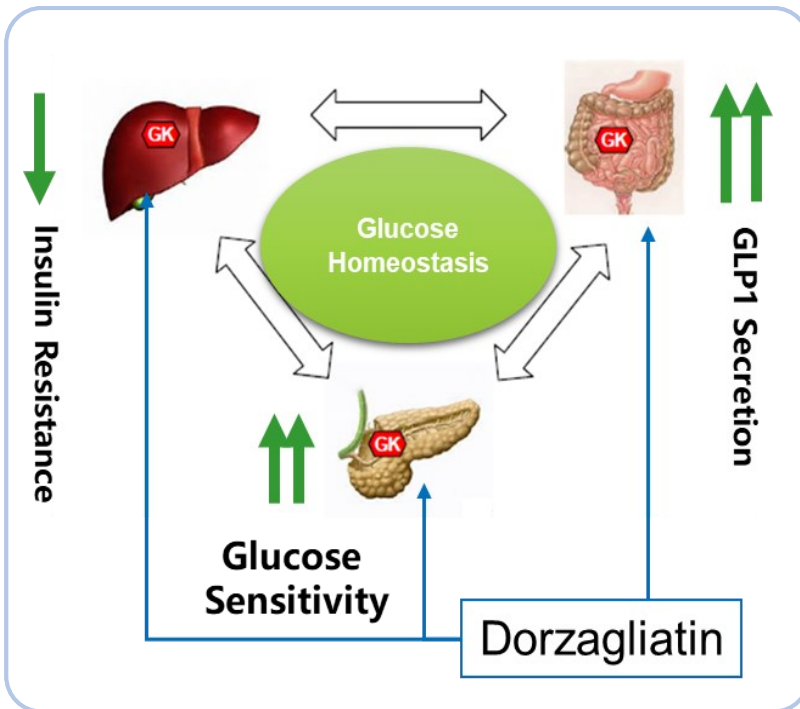 GK
GK
Insulin Resistance
GLP1 Secretion
Glucose
Homeostasis
GK
Glucose
Sensitivity
Dorzagliatin